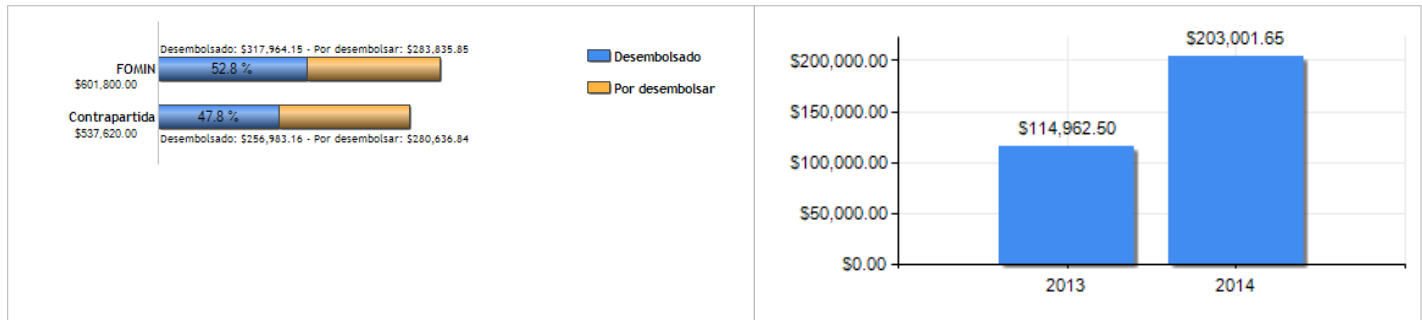 Desembolsado: $317,964.15 - Por desembolsar: $283,835.85
FOMIN
$601,800.00
52.8 %
Contrapartida
$537,620.00
47.8 %
Desembolsado: $256,983.16 - Por desembolsar: $280,636.84
Desembolsado
Por desembolsar
$203,001.65
$200,000.00
$150,000.00
$114,962.50
$100,000.00
$50,000.00
$0.00
2013 2014